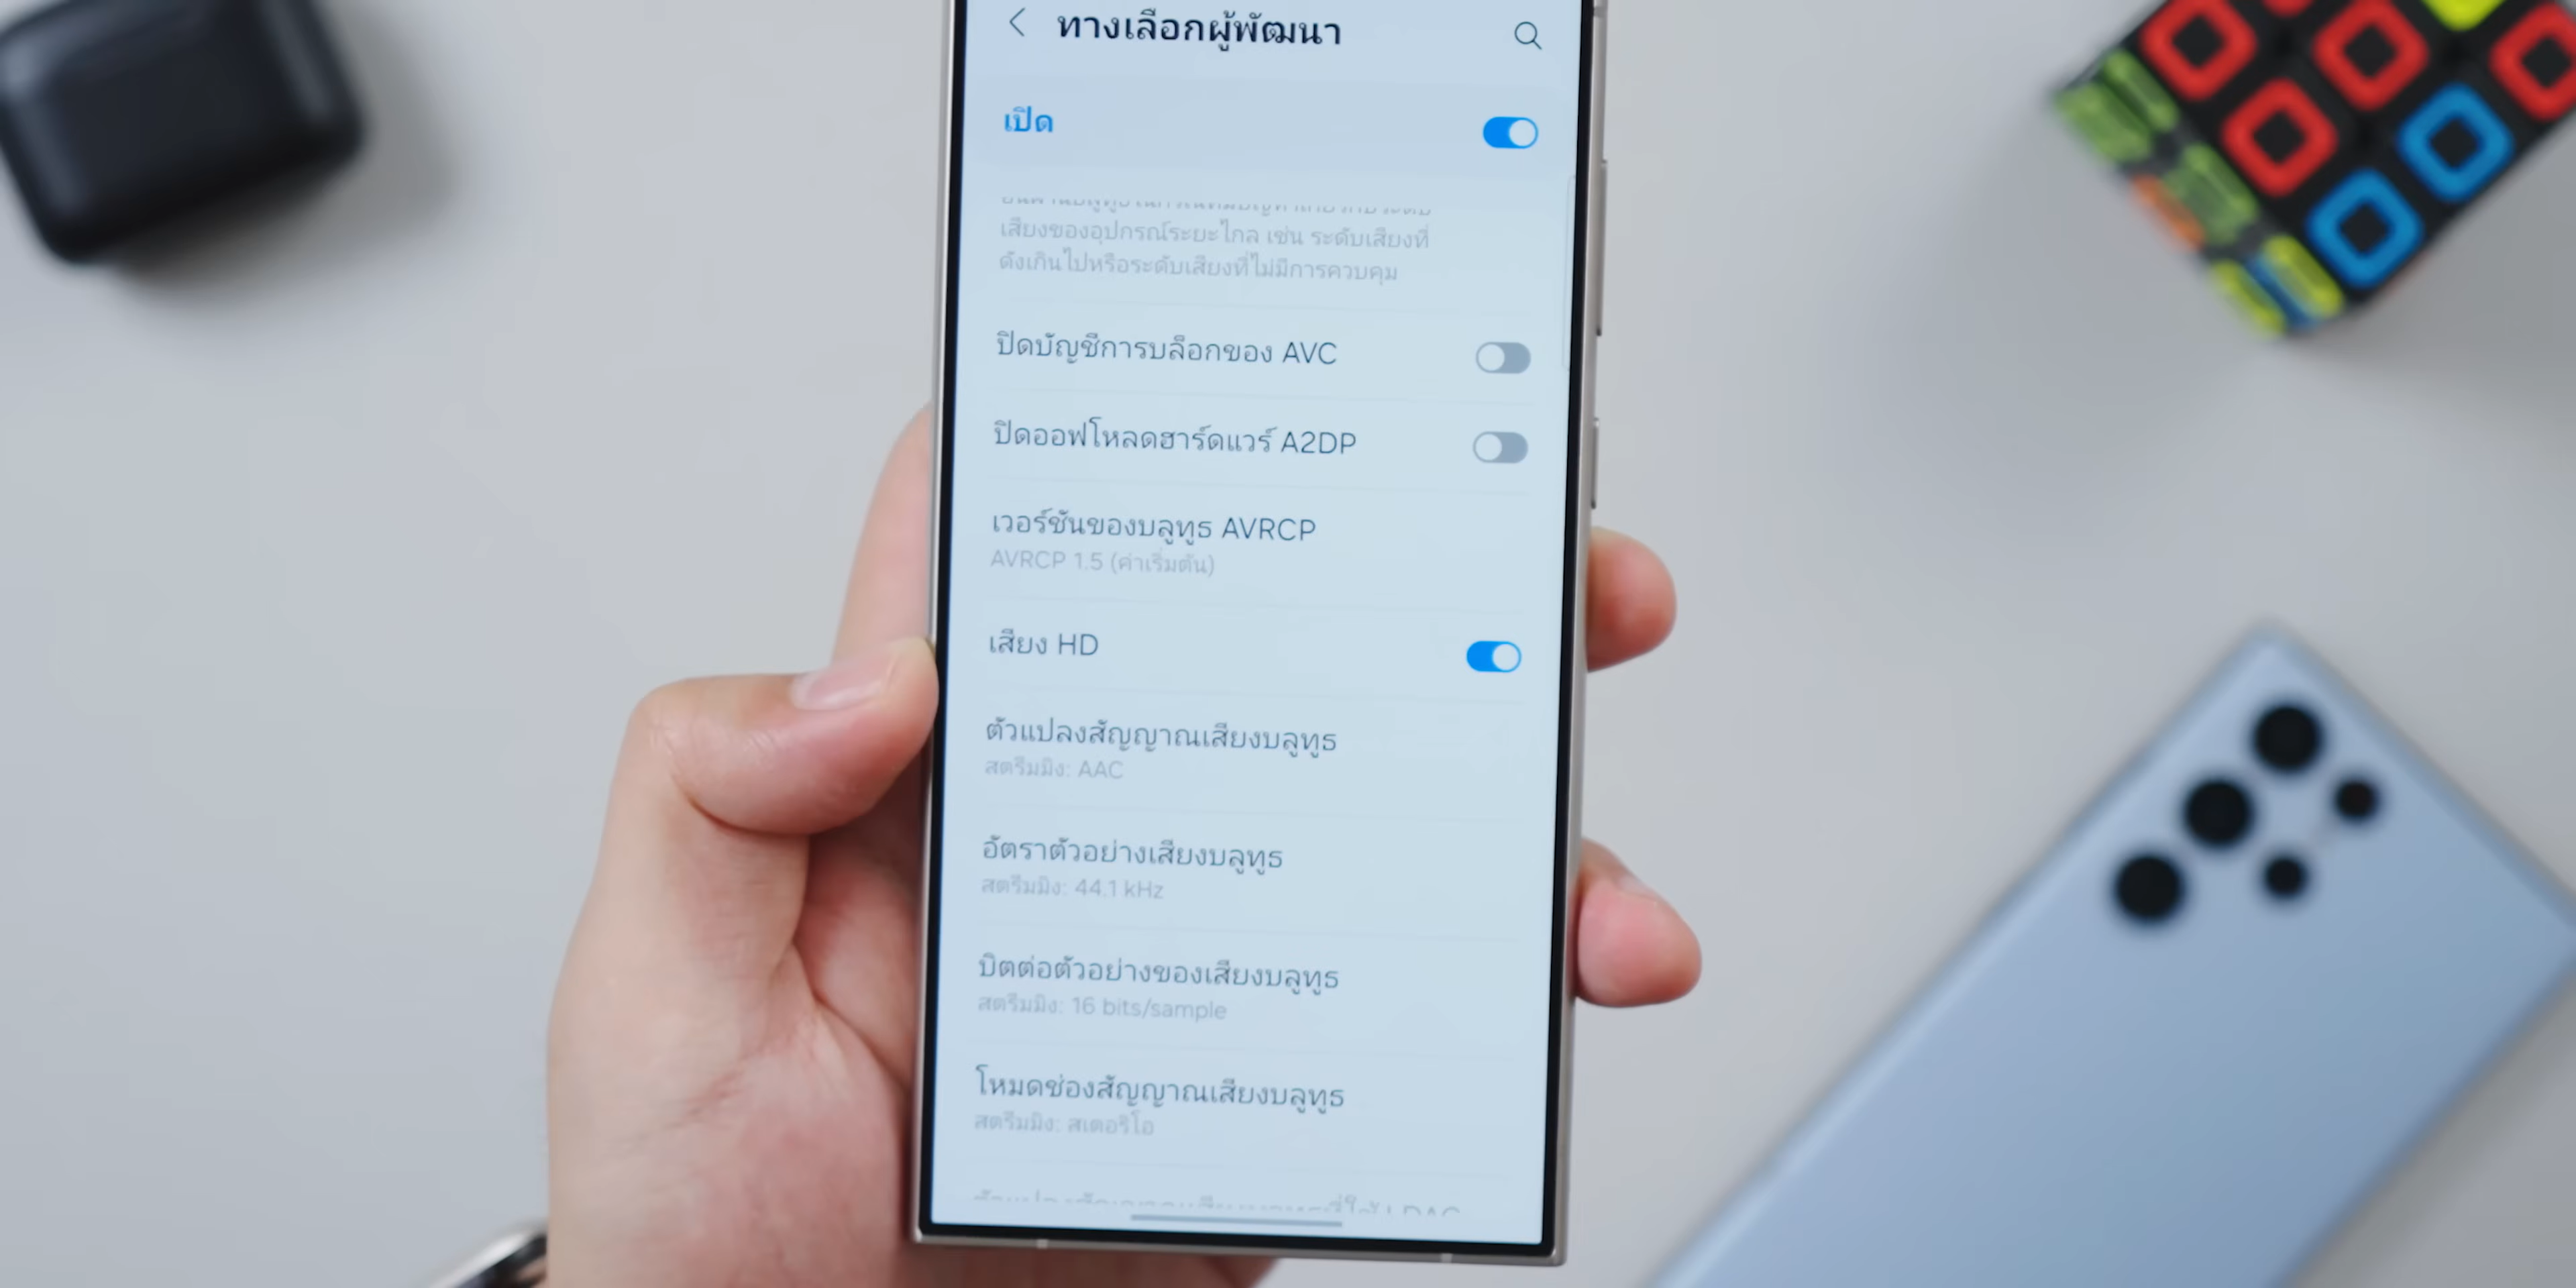 ทางเลือกผู้พัฒนา
เปิด
เสียงของอุปกรณ์ระยะไกล เช่น ระดับเสียงที่
ดังเกินไปหรือระดับเสียงที่ไม่มีการควบคุม
ปิดบัญชีการบล็อกของ AVC
ปิดออฟโหลดฮาร์ดแวร์ A2DP
เวอร์ชันของบลูทูธ AVRCP
AVRCP 1.5 (ค่าเริ่มต้น)
เสียง HD
ตัวแปลงสัญญาณเสียงบลูทูธ
สตรีมมิง: AAC
อัตราตัวอย่างเสียงบลูทูธ
สตรีมมิง: 44.1 kHz
บิตต่อตัวอย่างของเสียงบลูทูธ
สตรีมมิง: 16 bits/sample
โหมดช่องสัญญาณเสียงบลูทูธ
สตรีมมิง: สเตอริโอ